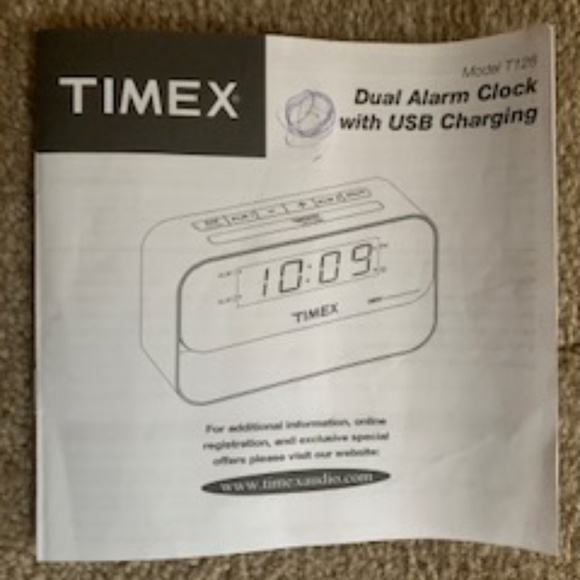 TIMEX
Model T126
Dual Alarm Clock
with USB Charging
10:09
TIMEX
For additional information, online
registration, and exclusive special
offers please visit our website:
www.timexaudio.com